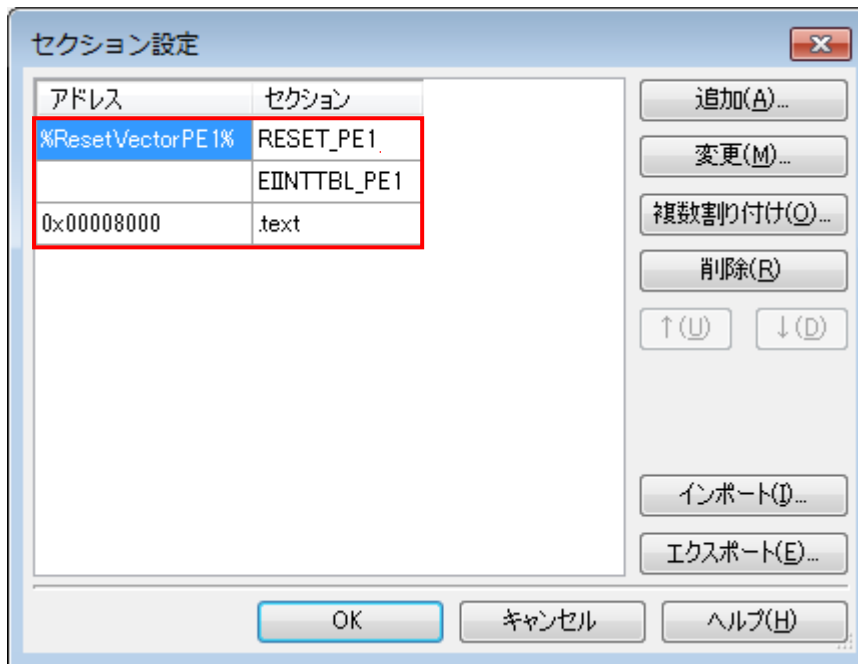 セクション設定
アドレス セクション
%ResetVectorPE1% RESET_PE1
EIINTTBL_PE1
0x00008000 .text
追加(A)...
変更(M)...
複数割り付け(O)...
削除(R)
↑(U) ↓(D)
インポート(I)...
エクスポート(E)...
OK キャンセル ヘルプ(H)